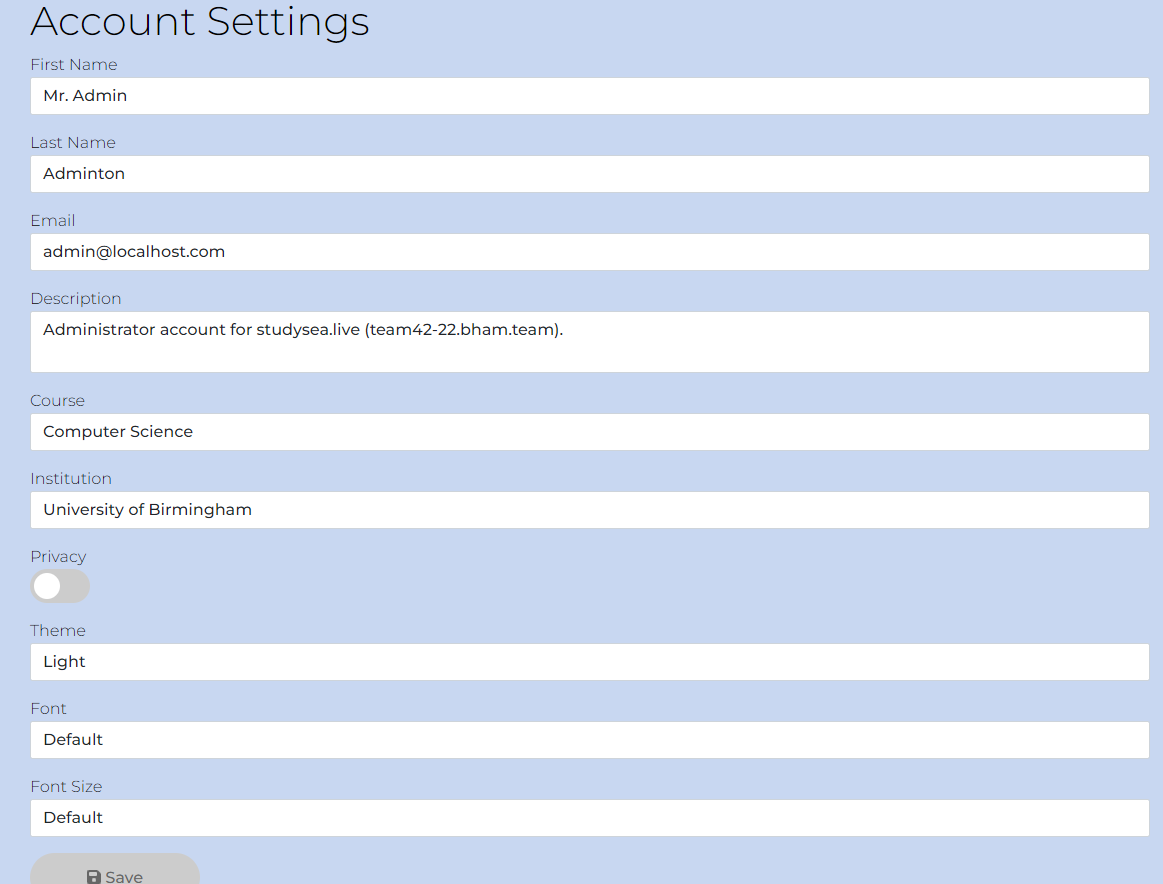 Account Settings
First Name
Mr. Admin
Last Name
Adminton
Email
admin@localhost.com
Description
Administrator account for studysea.live (team42-22.bham.team).
Course
Computer Science
Institution
University of Birmingham
Privacy
Theme
Light
Font
Default
Font Size
Default
Save